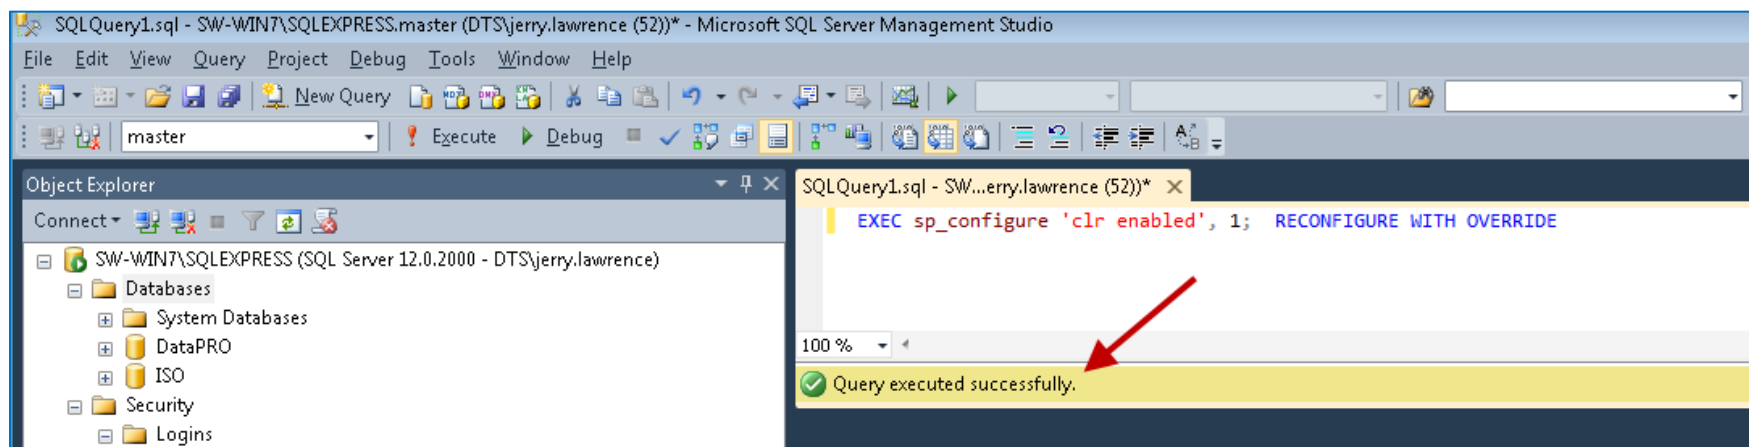 SQLQuery1.sql - SW-WIN7\SQLEXPRESS.master (DTS\jerry.lawrence (52))* - Microsoft SQL Server Management Studio
File Edit View Query Project Debug Tools Window Help
New Query
master Execute Debug
Object Explorer
Connect
SW-WIN7\SQLEXPRESS (SQL Server 12.0.2000 - DTS\jerry.lawrence)
Databases
System Databases
DataPRO
ISO
Security
Logins
SQLQuery1.sql - SW...erry.lawrence (52))*
EXEC sp_configure 'clr enabled', 1; RECONFIGURE WITH OVERRIDE
100 %
Query executed successfully.